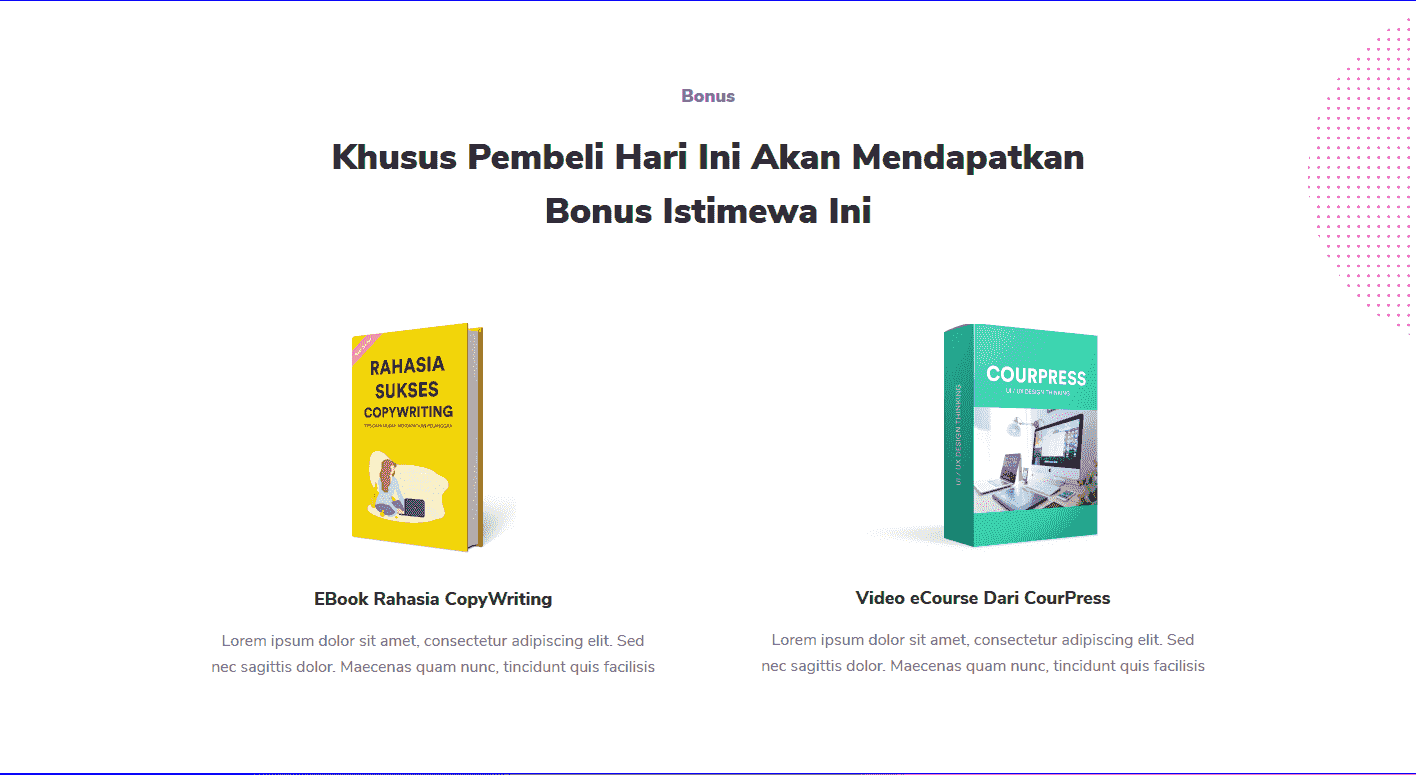 Bonus
Khusus Pembeli Hari Ini Akan Mendapatkan
Bonus Istimewa Ini
RAHASIA
SUKSES
COPYWRITING
COURPRESS
UI / UX DESIGN THINKING
UI / UX DESIGN THINKING
EBook Rahasia CopyWriting
Lorem ipsum dolor sit amet, consectetur adipiscing elit. Sed
nec sagittis dolor. Maecenas quam nunc, tincidunt quis facilisis
Video eCourse Dari CourPress
Lorem ipsum dolor sit amet, consectetur adipiscing elit. Sed
nec sagittis dolor. Maecenas quam nunc, tincidunt quis facilisis